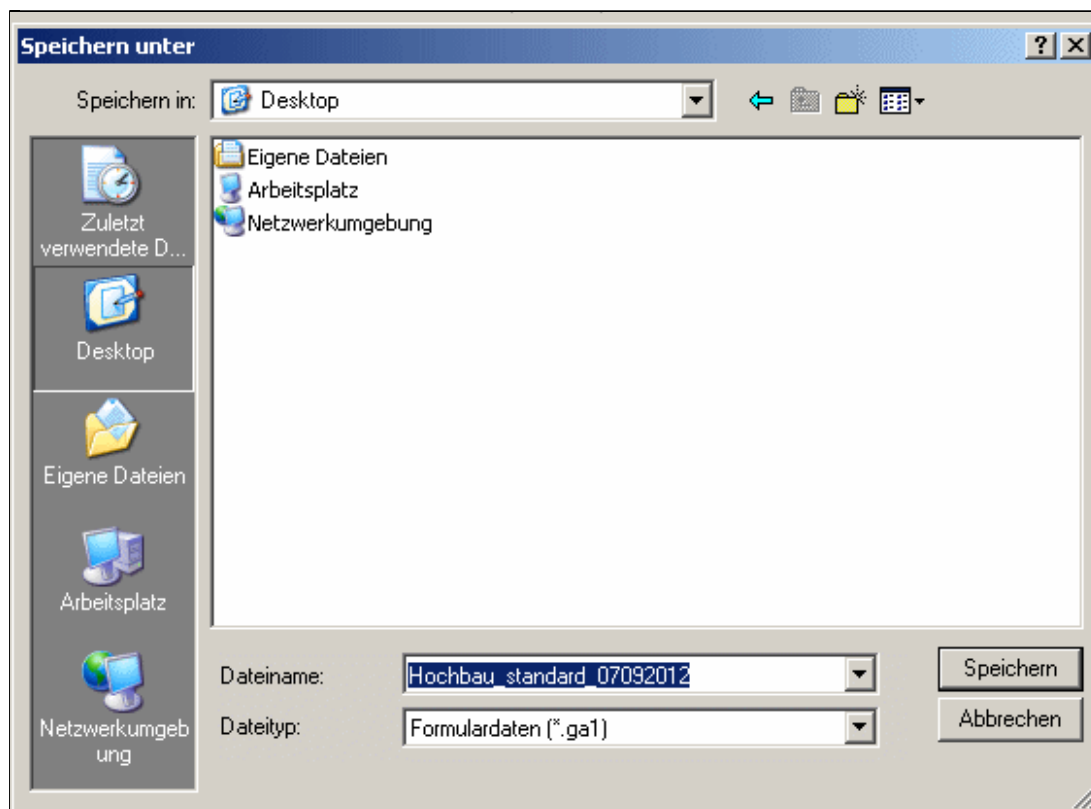 Speichern unter
Speichern in: Desktop
Eigene Dateien
Arbeitsplatz
Netzwerkumgebung
Zuletzt
verwendete D...
Desktop
Eigene Dateien
Arbeitsplatz
Netzwerkumgeb
ung
Dateiname: Hochbau_standard_07092012
Speichern
Dateityp: Formulardaten (*.ga1)
Abbrechen